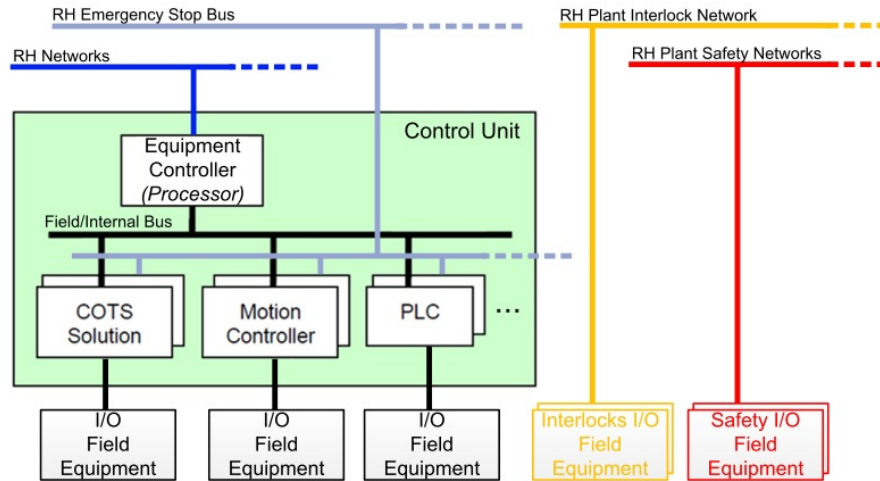 RH Emergency Stop Bus
RH Plant Interlock Network
RH Networks
RH Plant Safety Networks
Control Unit
Equipment
Controller
(Processor)
Field/Internal Bus
COTS
Solution
Motion
Controller
PLC
...
I/O
Field
Equipment
I/O
Field
Equipment
I/O
Field
Equipment
Interlocks I/O
Field
Equipment
Safety I/O
Field
Equipment